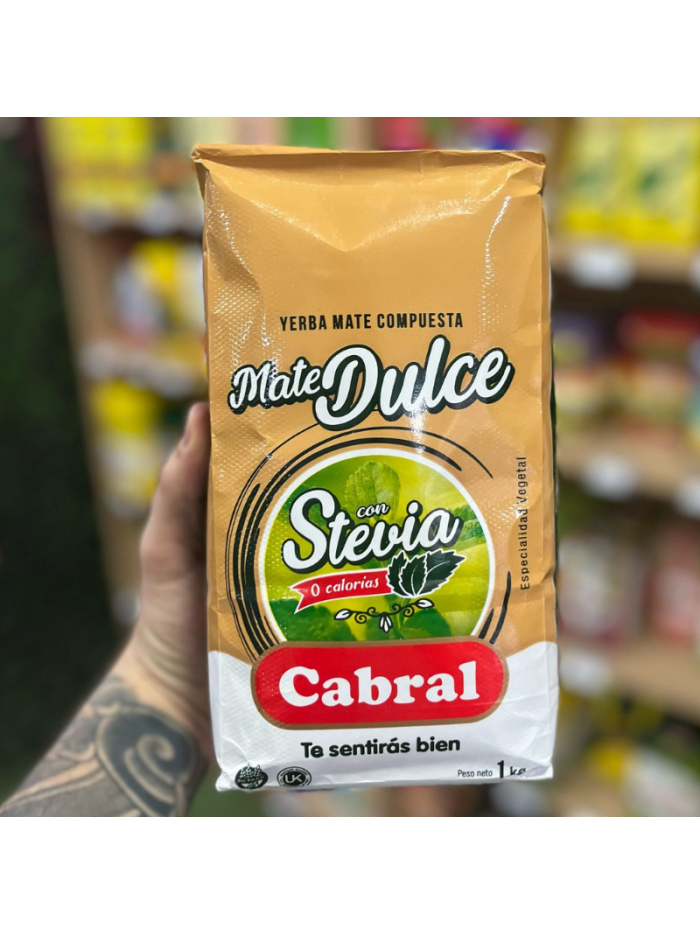 YERBA MATE COMPUESTA
Mate Dulce
con
Stevia
0 calorías
Especialidad Vegetal
Cabral
Te sentirás bien
UK
Peso neto 1 kg